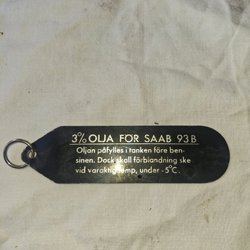 3% OLJA FÖR SAAB 93 B
Oljan påfylles i tanken före ben-
sinen. Dock skall förblandning ske
vid varaktig temp, under -5°C.